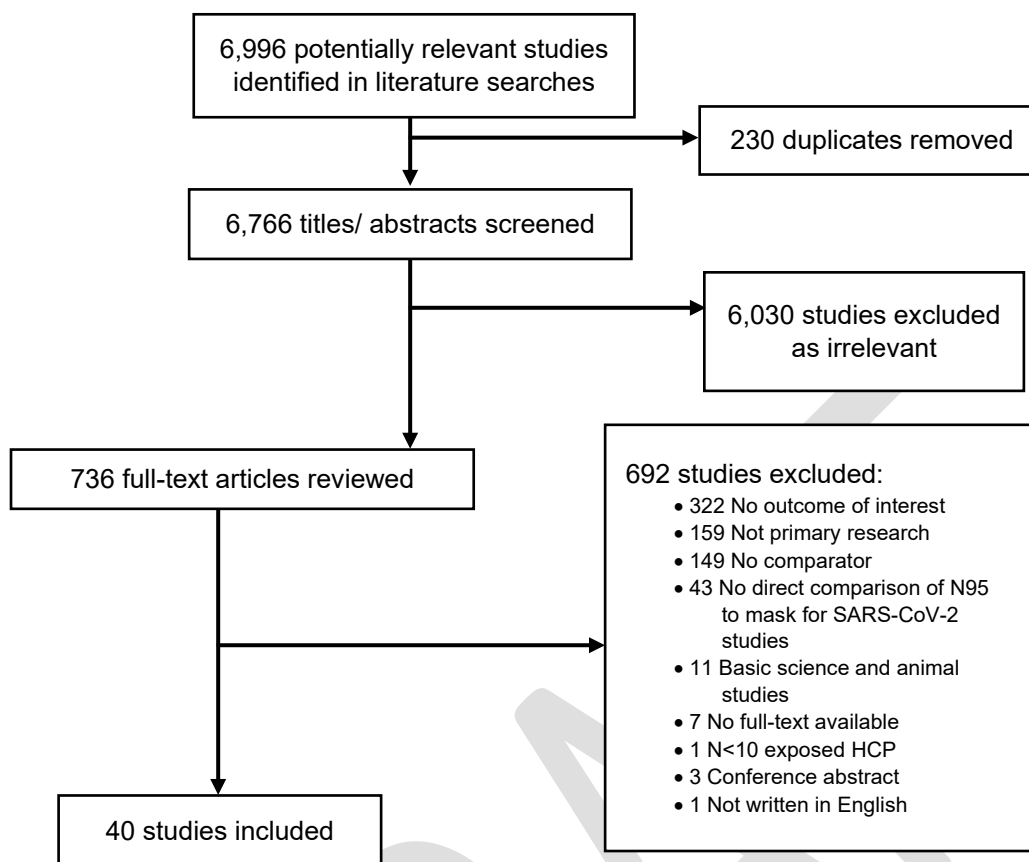 6,996 potentially relevant studies
identified in literature searches
230 duplicates removed
6,766 titles/ abstracts screened
6,030 studies excluded
as irrelevant
736 full-text articles reviewed
692 studies excluded:
• 322 No outcome of interest
• 159 Not primary research
• 149 No comparator
• 43 No direct comparison of N95
to mask for SARS-CoV-2
studies
• 11 Basic science and animal
studies
• 7 No full-text available
• 1 N<10 exposed HCP
• 3 Conference abstract
• 1 Not written in English
40 studies included